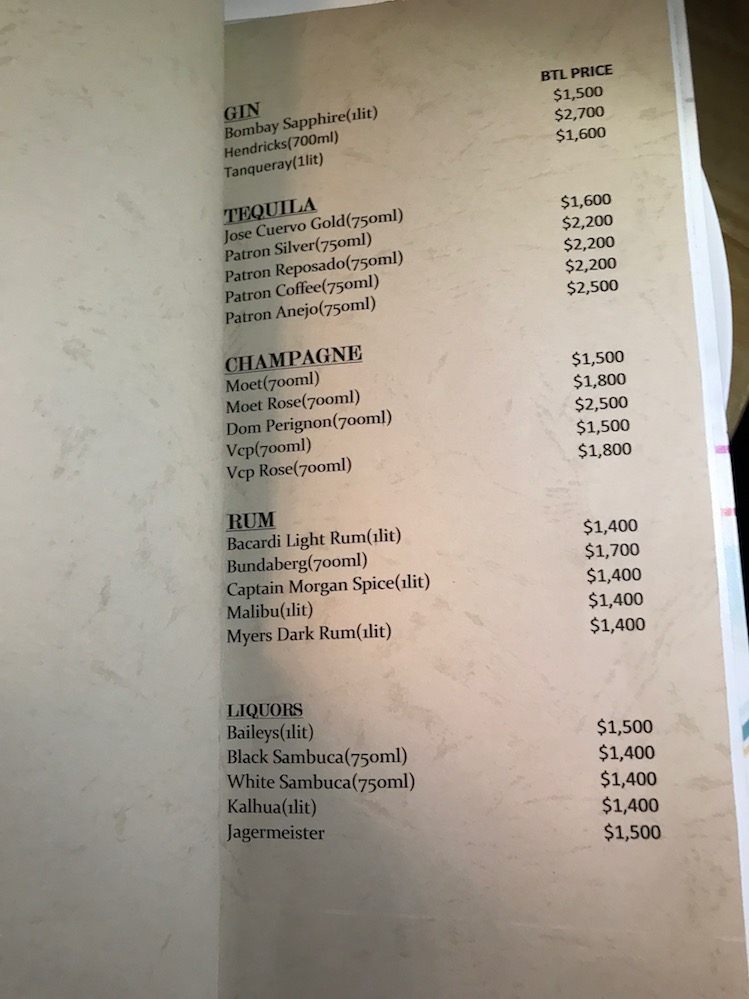 BTL PRICE
GIN
Bombay Sapphire(1lit) $1,500
Hendricks(700ml) $2,700
Tanqueray(1lit) $1,600
TEQUILA
Jose Cuervo Gold(750ml) $1,600
Patron Silver(750ml) $2,200
Patron Reposado(750ml) $2,200
Patron Coffee(750ml) $2,200
Patron Anejo(750ml) $2,500
CHAMPAGNE
Moet(700ml) $1,500
Moet Rose(700ml) $1,800
Dom Perignon(700ml) $2,500
Vcp(700ml) $1,500
Vcp Rose(700ml) $1,800
RUM
Bacardi Light Rum(1lit) $1,400
Bundaberg(700ml) $1,700
Captain Morgan Spice(1lit) $1,400
Malibu(1lit) $1,400
Myers Dark Rum(1lit) $1,400
LIQUORS
Baileys(1lit) $1,500
Black Sambuca(750ml) $1,400
White Sambuca(750ml) $1,400
Kalhua(1lit) $1,400
Jagermeister $1,500